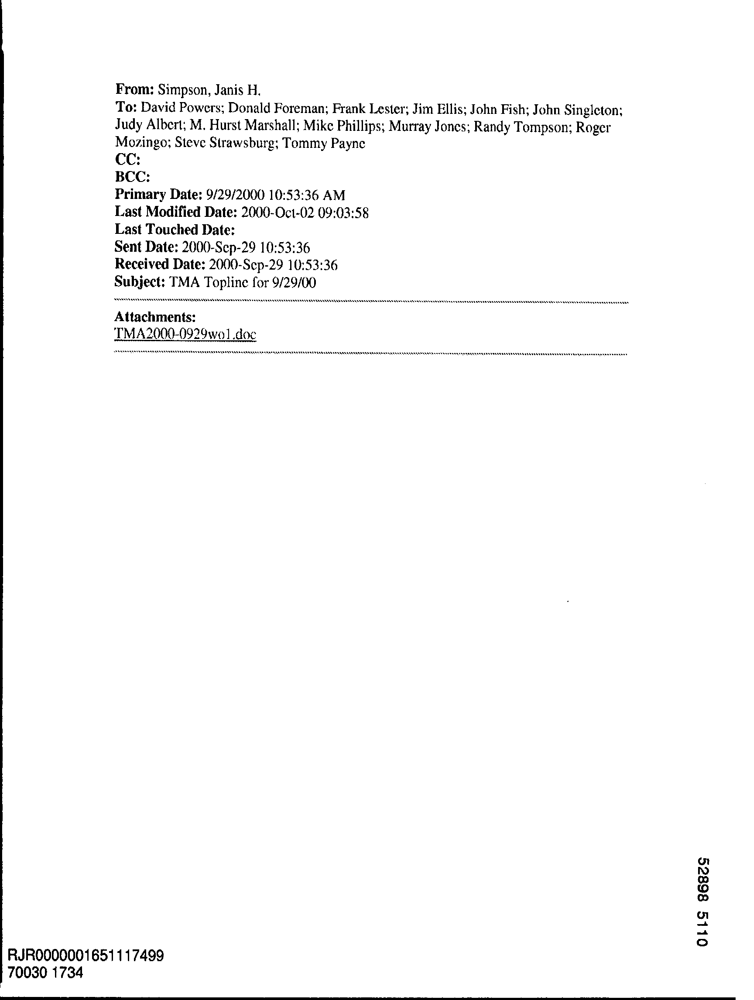 From: Simpson, Janis H.
To: David Powers; Donald Foreman; Frank Lester; Jim Ellis; John Fish; John Singleton;
Judy Albert; M. Hurst Marshall; Mike Phillips; Murray Jones; Randy Tompson; Roger
Mozingo; Steve Strawsburg; Tommy Payne
CC:
BCC:
Primary Date: 9/29/2000 10:53:36 AM
Last Modified Date: 2000-Oct-02 09:03:58
Last Touched Date:
Sent Date: 2000-Sep-29 10:53:36
Received Date: 2000-Sep-29 10:53:36
Subject: TMA Topline for 9/29/00
Attachments:
TMA2000-0929wo1.doc
52898 5110
RJR0000001651117499
70030 1734